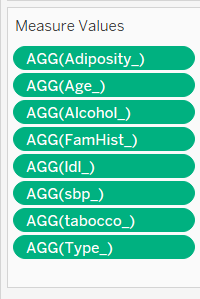 Measure Values
AGG(Adiposity_)
AGG(Age_)
AGG(Alcohol_)
AGG(FamHist_)
AGG(ldl_)
AGG(sbp_)
AGG(tabocco_)
AGG(Type_)